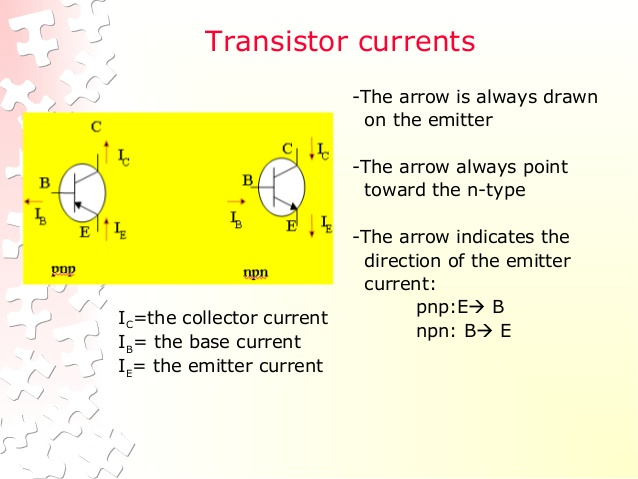 Transistor currents
-The arrow is always drawn
on the emitter
-The arrow always point
toward the n-type
-The arrow indicates the
direction of the emitter
current:
pnp:E→ B
npn: B→ E
C
I_C
B
I_B
E
I_E
pnp
C
I_C
B
I_B
E
I_E
npn
I_C=the collector current
I_B= the base current
I_E= the emitter current